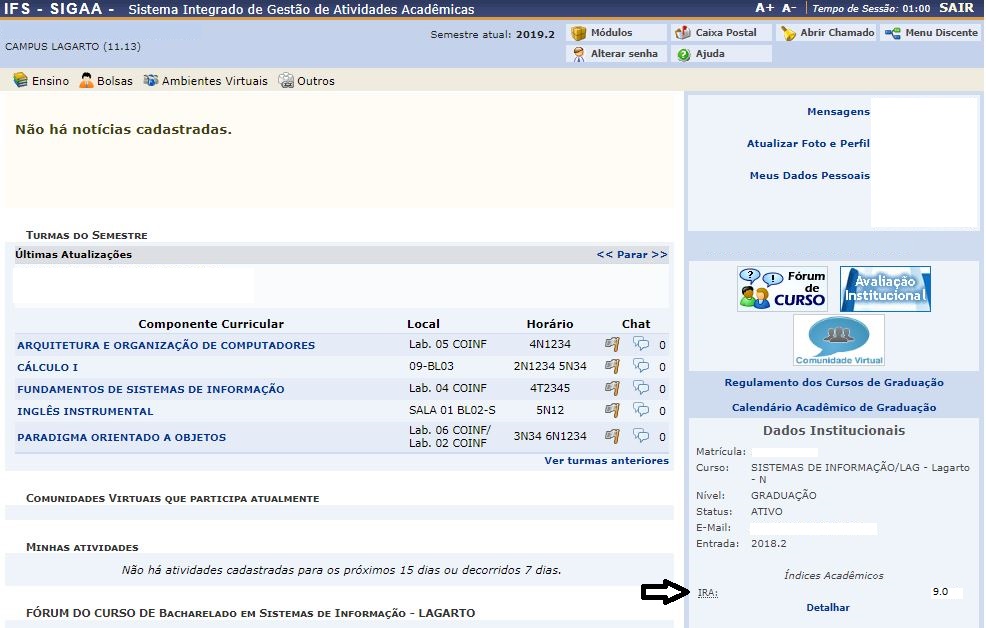 IFS - SIGAA - Sistema Integrado de Gestão de Atividades Acadêmicas
A+ A- | Tempo de Sessão: 01:00 SAIR
CAMPUS LAGARTO (11.13)
Semestre atual: 2019.2
Módulos
Caixa Postal
Abrir Chamado
Menu Discente
Alterar senha
Ajuda
Ensino Bolsas Ambientes Virtuais Outros
Não há notícias cadastradas.
Mensagens
Atualizar Foto e Perfil
Meus Dados Pessoais
TURMAS DO SEMESTRE
Últimas Atualizações << Parar >>
Componente Curricular Local Horário Chat
ARQUITETURA E ORGANIZAÇÃO DE COMPUTADORES Lab. 05 COINF 4N1234 0
CÁLCULO I 09-BL03 2N1234 5N34 0
FUNDAMENTOS DE SISTEMAS DE INFORMAÇÃO Lab. 04 COINF 4T2345 0
INGLÊS INSTRUMENTAL SALA 01 BL02-S 5N12 0
PARADIGMA ORIENTADO A OBJETOS Lab. 06 COINF/
Lab. 02 COINF 3N34 6N1234 0
Ver turmas anteriores
COMUNIDADES VIRTUAIS QUE PARTICIPA ATUALMENTE
MINHAS ATIVIDADES
Não há atividades cadastradas para os próximos 15 dias ou decorridos 7 dias.
FÓRUM DO CURSO DE BACHARELADO EM SISTEMAS DE INFORMAÇÃO - LAGARTO
Fórum
de
CURSO
Avaliação
Institucional
Comunidade Virtual
Regulamento dos Cursos de Graduação
Calendário Acadêmico de Graduação
Dados Institucionais
Matrícula:
Curso: SISTEMAS DE INFORMAÇÃO/LAG - Lagarto
- N
Nível: GRADUAÇÃO
Status: ATIVO
E-Mail:
Entrada: 2018.2
Índices Acadêmicos
IRA: 9.0
Detalhar